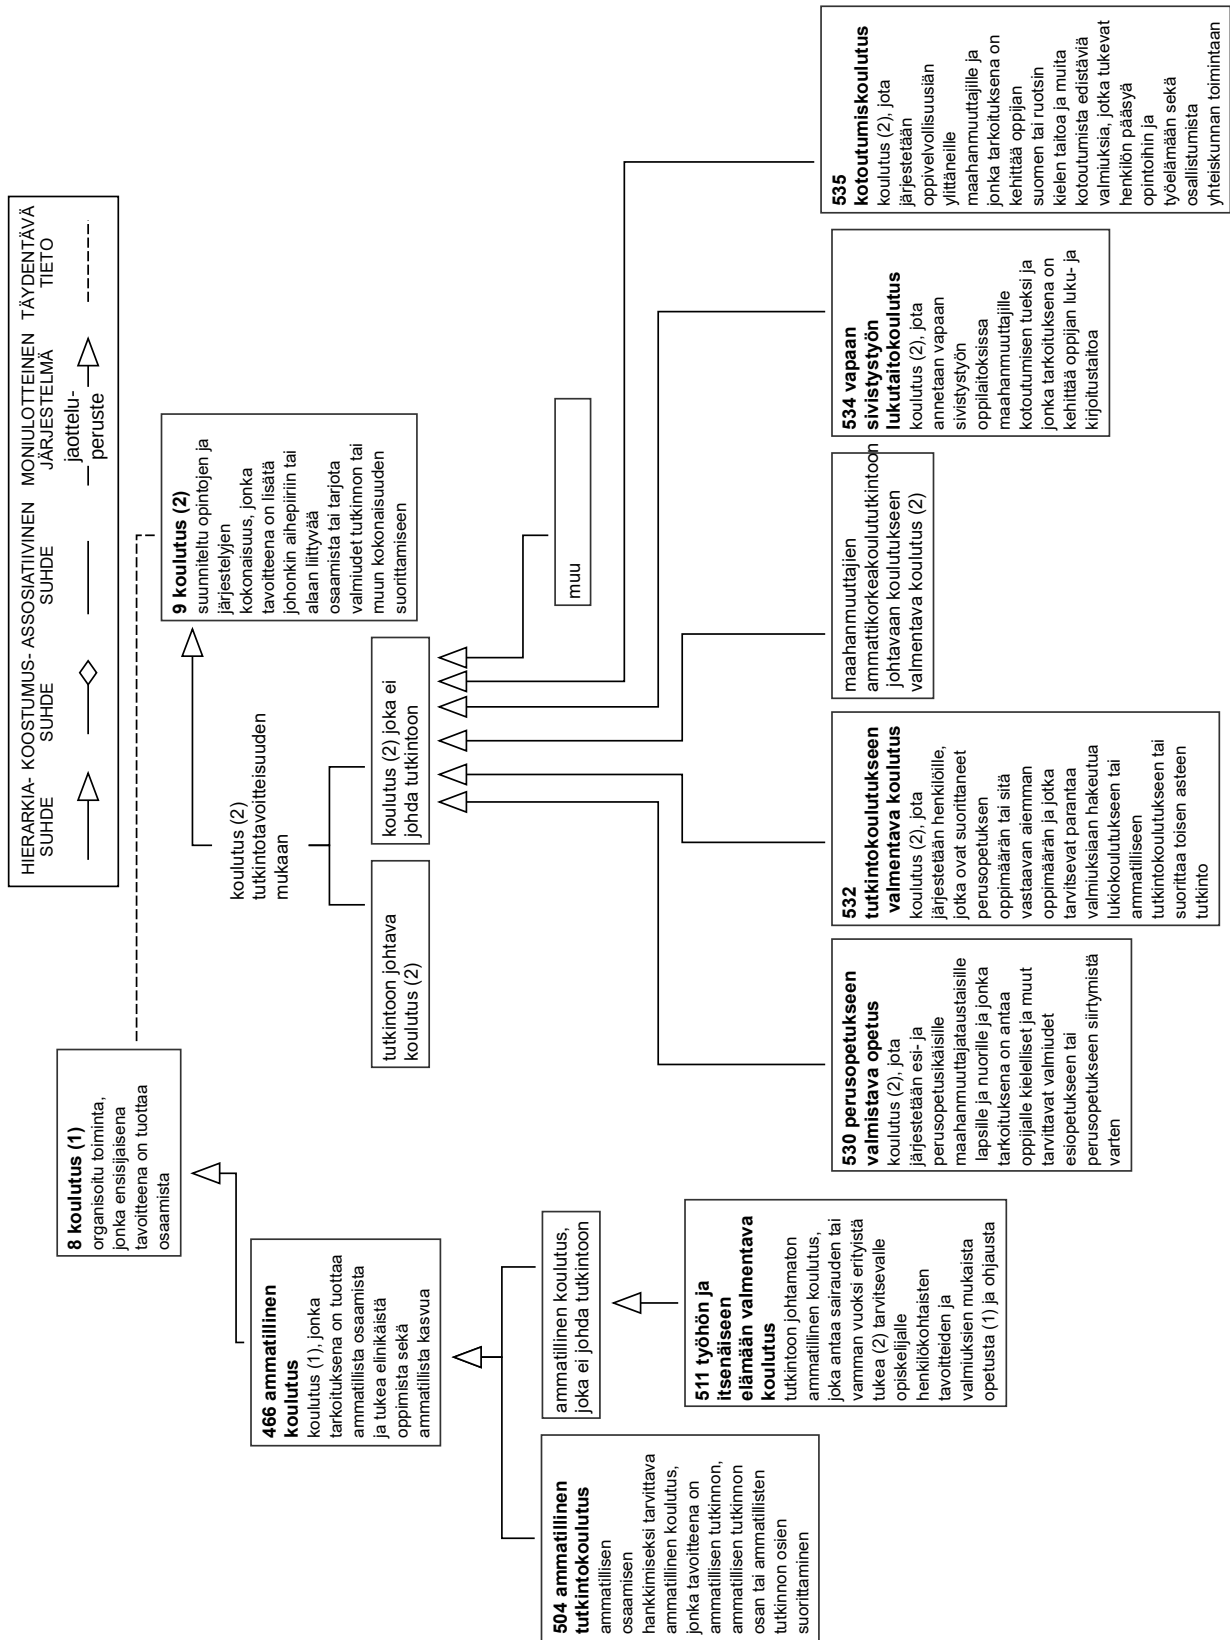 HIERARKIA-
SUHDE
KOOSTUMUS-
SUHDE
ASSOSIATIIVINEN
SUHDE
MONIULOTTEINEN
JÄRJESTELMÄ
jaottelu-
peruste
TÄYDENTÄVÄ
TIETO
8 koulutus (1)
organisoitu toiminta,
jonka ensisijaisena
tavoitteena on tuottaa
osaamista
9 koulutus (2)
suunniteltu opintojen ja
järjestelyjen
kokonaisuus, jonka
tavoitteena on lisätä
johonkin aihepiiriin tai
alaan liittyvää
osaamista tai tarjota
valmiudet tutkinnon tai
muun kokonaisuuden
suorittamiseen
466 ammatillinen
koulutus
koulutus (1), jonka
tarkoituksena on tuottaa
ammatillista osaamista
ja tukea elinikäistä
oppimista sekä
ammatillista kasvua
koulutus (2)
tutkintotavoitteisuuden
mukaan
tutkintoon johtava
koulutus (2)
koulutus (2) joka ei
johda tutkintoon
muu
504 ammatillinen
tutkintokoulutus
ammatillisen
osaamisen
hankkimiseksi tarvittava
ammatillinen koulutus,
jonka tavoitteena on
ammatillisen tutkinnon,
ammatillisen tutkinnon
osan tai ammatillisten
tutkinnon osien
suorittaminen
ammatillinen koulutus,
joka ei johda tutkintoon
511 työhön ja
itsenäiseen
elämään valmentava
koulutus
tutkintoon johtamaton
ammatillinen koulutus,
joka antaa sairauden tai
vamman vuoksi erityistä
tukea (2) tarvitsevalle
opiskelijalle
henkilökohtaisten
tavoitteiden ja
valmiuksien mukaista
opetusta (1) ja ohjausta
530 perusopetukseen
valmistava opetus
koulutus (2), jota
järjestetään esi- ja
perusopetusikäisille
maahanmuuttajataustaisille
lapsille ja nuorille ja jonka
tarkoituksena on antaa
oppijalle kielelliset ja muut
tarvittavat valmiudet
esiopetukseen tai
perusopetukseen siirtymistä
varten
532
tutkintokoulutukseen
valmentava koulutus
koulutus (2), jota
järjestetään henkilöille,
jotka ovat suorittaneet
perusopetuksen
oppimäärän tai sitä
vastaavan aiemman
oppimäärän ja jotka
tarvitsevat parantaa
valmiuksiaan hakeutua
lukiokoulutukseen tai
ammatilliseen
tutkintokoulutukseen tai
suorittaa toisen asteen
tutkinto
maahanmuuttajien
ammattikorkeakoulututkintoon
johtavaan koulutukseen
valmentava koulutus (2)
534 vapaan
sivistystyön
lukutaitokoulutus
koulutus (2), jota
annetaan vapaan
sivistystyön
oppilaitoksissa
maahanmuuttajille
kotoutumisen tueksi ja
jonka tarkoituksena on
kehittää oppijan luku- ja
kirjoitustaitoa
535
kotoutumiskoulutus
koulutus (2), jota
järjestetään
oppivelvollisuusiän
ylittäneille
maahanmuuttajille ja
jonka tarkoituksena on
kehittää oppijan
suomen tai ruotsin
kielen taitoa ja muita
kotoutumista edistäviä
valmiuksia, jotka tukevat
henkilön pääsyä
opintoihin ja
työelämään sekä
osallistumista
yhteiskunnan toimintaan